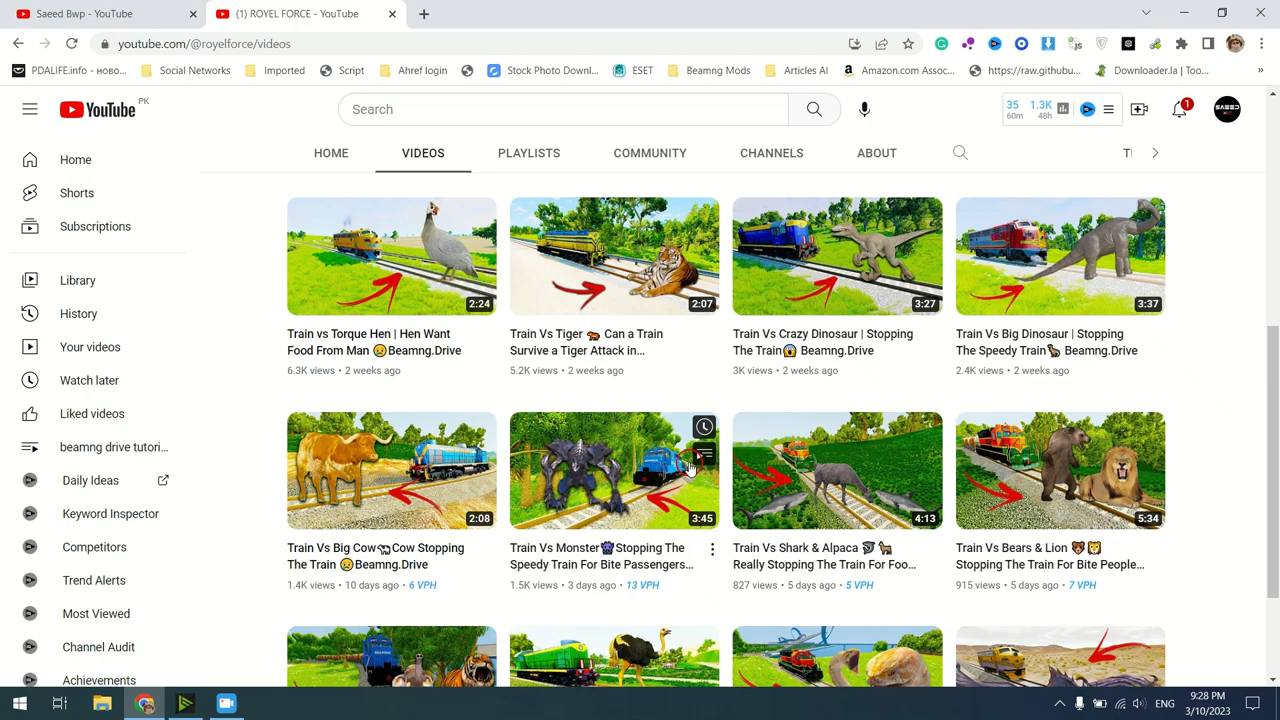 Saeed Bwp - YouTube
(1) ROYEL FORCE - YouTube
youtube.com/@royelforce/videos
PDALIFE.info - ново...
Social Networks
Imported
Script
Ahref login
Stock Photo Downl...
ESET
Beamng Mods
Articles AI
Amazon.com Assoc...
https://raw.githubu...
Downloader.la | Too...
YouTube PK
Search
35 60m
1.3K 48h
1
HOME
VIDEOS
PLAYLISTS
COMMUNITY
CHANNELS
ABOUT
Home
Shorts
Subscriptions
Library
History
Your videos
Watch later
Liked videos
beamng drive tutori...
Daily Ideas
Keyword Inspector
Competitors
Trend Alerts
Most Viewed
Channel Audit
Achievements
2:24
2:07
3:27
3:37
Train vs Torque Hen | Hen Want
Food From Man 😣Beamng.Drive
6.3K views • 2 weeks ago
Train Vs Tiger 🐅 Can a Train
Survive a Tiger Attack in...
5.2K views • 2 weeks ago
Train Vs Crazy Dinosaur | Stopping
The Train😱 Beamng.Drive
3K views • 2 weeks ago
Train Vs Big Dinosaur | Stopping
The Speedy Train🦕 Beamng.Drive
2.4K views • 2 weeks ago
2:08
3:45
4:13
5:34
Train Vs Big Cow🐄Cow Stopping
The Train 😣Beamng.Drive
1.4K views • 10 days ago • 6 VPH
Train Vs Monster👿Stopping The
Speedy Train For Bite Passengers...
1.5K views • 3 days ago • 13 VPH
Train Vs Shark & Alpaca 🦈 🦙
Really Stopping The Train For Foo...
827 views • 5 days ago • 5 VPH
Train Vs Bears & Lion 🐻🦁
Stopping The Train For Bite People...
915 views • 5 days ago • 7 VPH
ENG
9:28 PM
3/10/2023